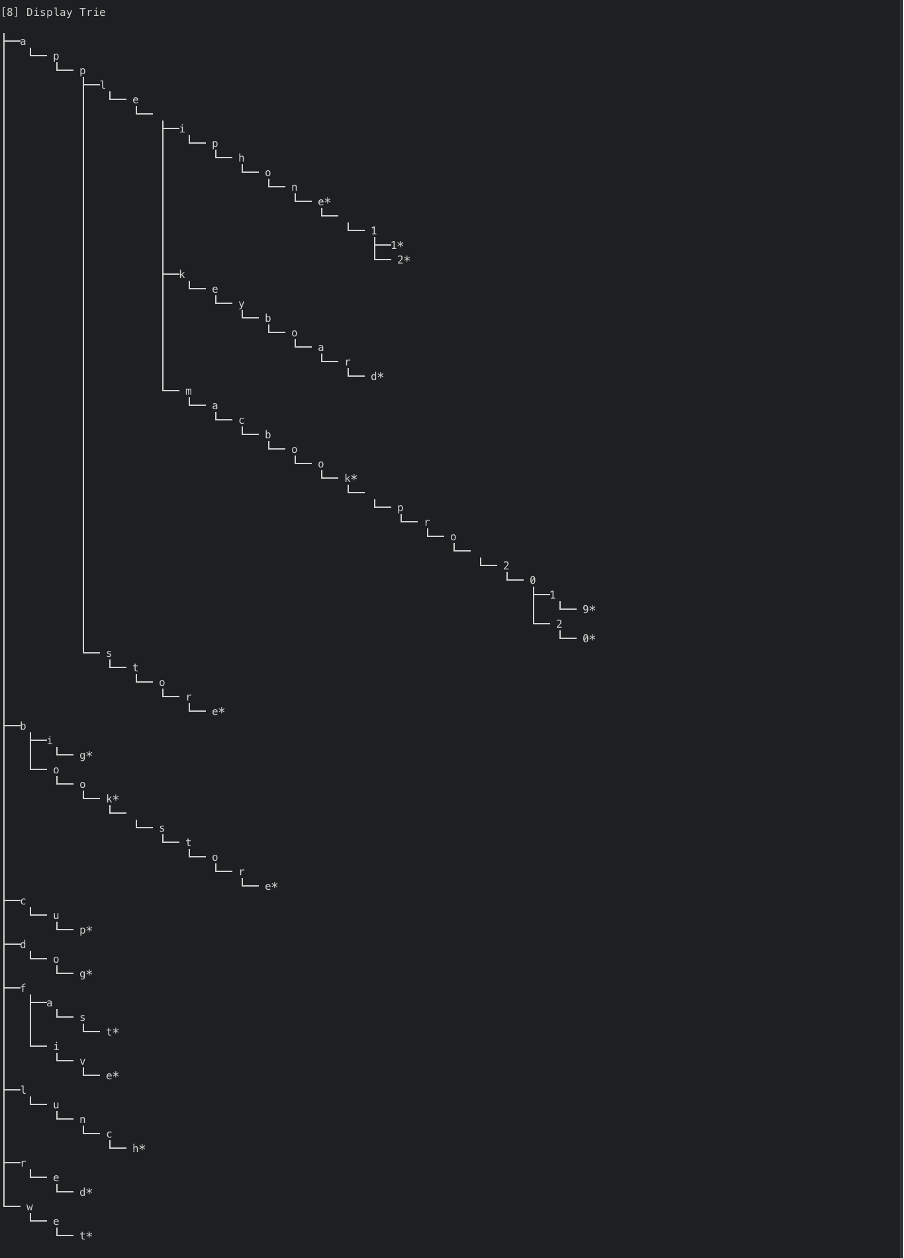 [8] Display Trie
a
p
p
l
e
i
p
h
o
n
e*
1
1*
2*
k
e
y
b
o
a
r
d*
m
a
c
b
o
o
k*
p
r
o
2
0
1
9*
2
0*
s
t
o
r
e*
b
i
g*
o
o
k*
s
t
o
r
e*
c
u
p*
d
o
g*
f
a
s
t*
i
v
e*
l
u
n
c
h*
r
e
d*
w
e
t*